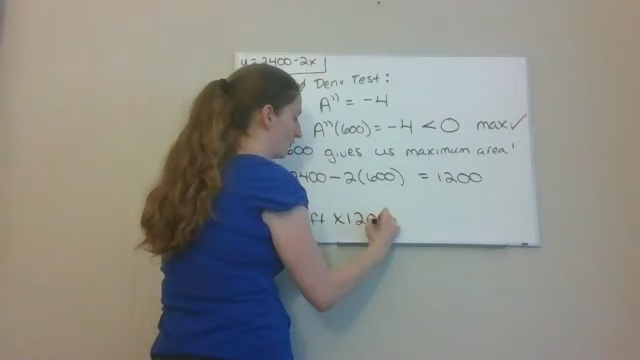 y = 2400-2x
Deriv Test:
A'' = -4
A''(600) = -4 < 0 max ✓
600 gives us maximum area!
2400 - 2(600) = 1200
ft x 120